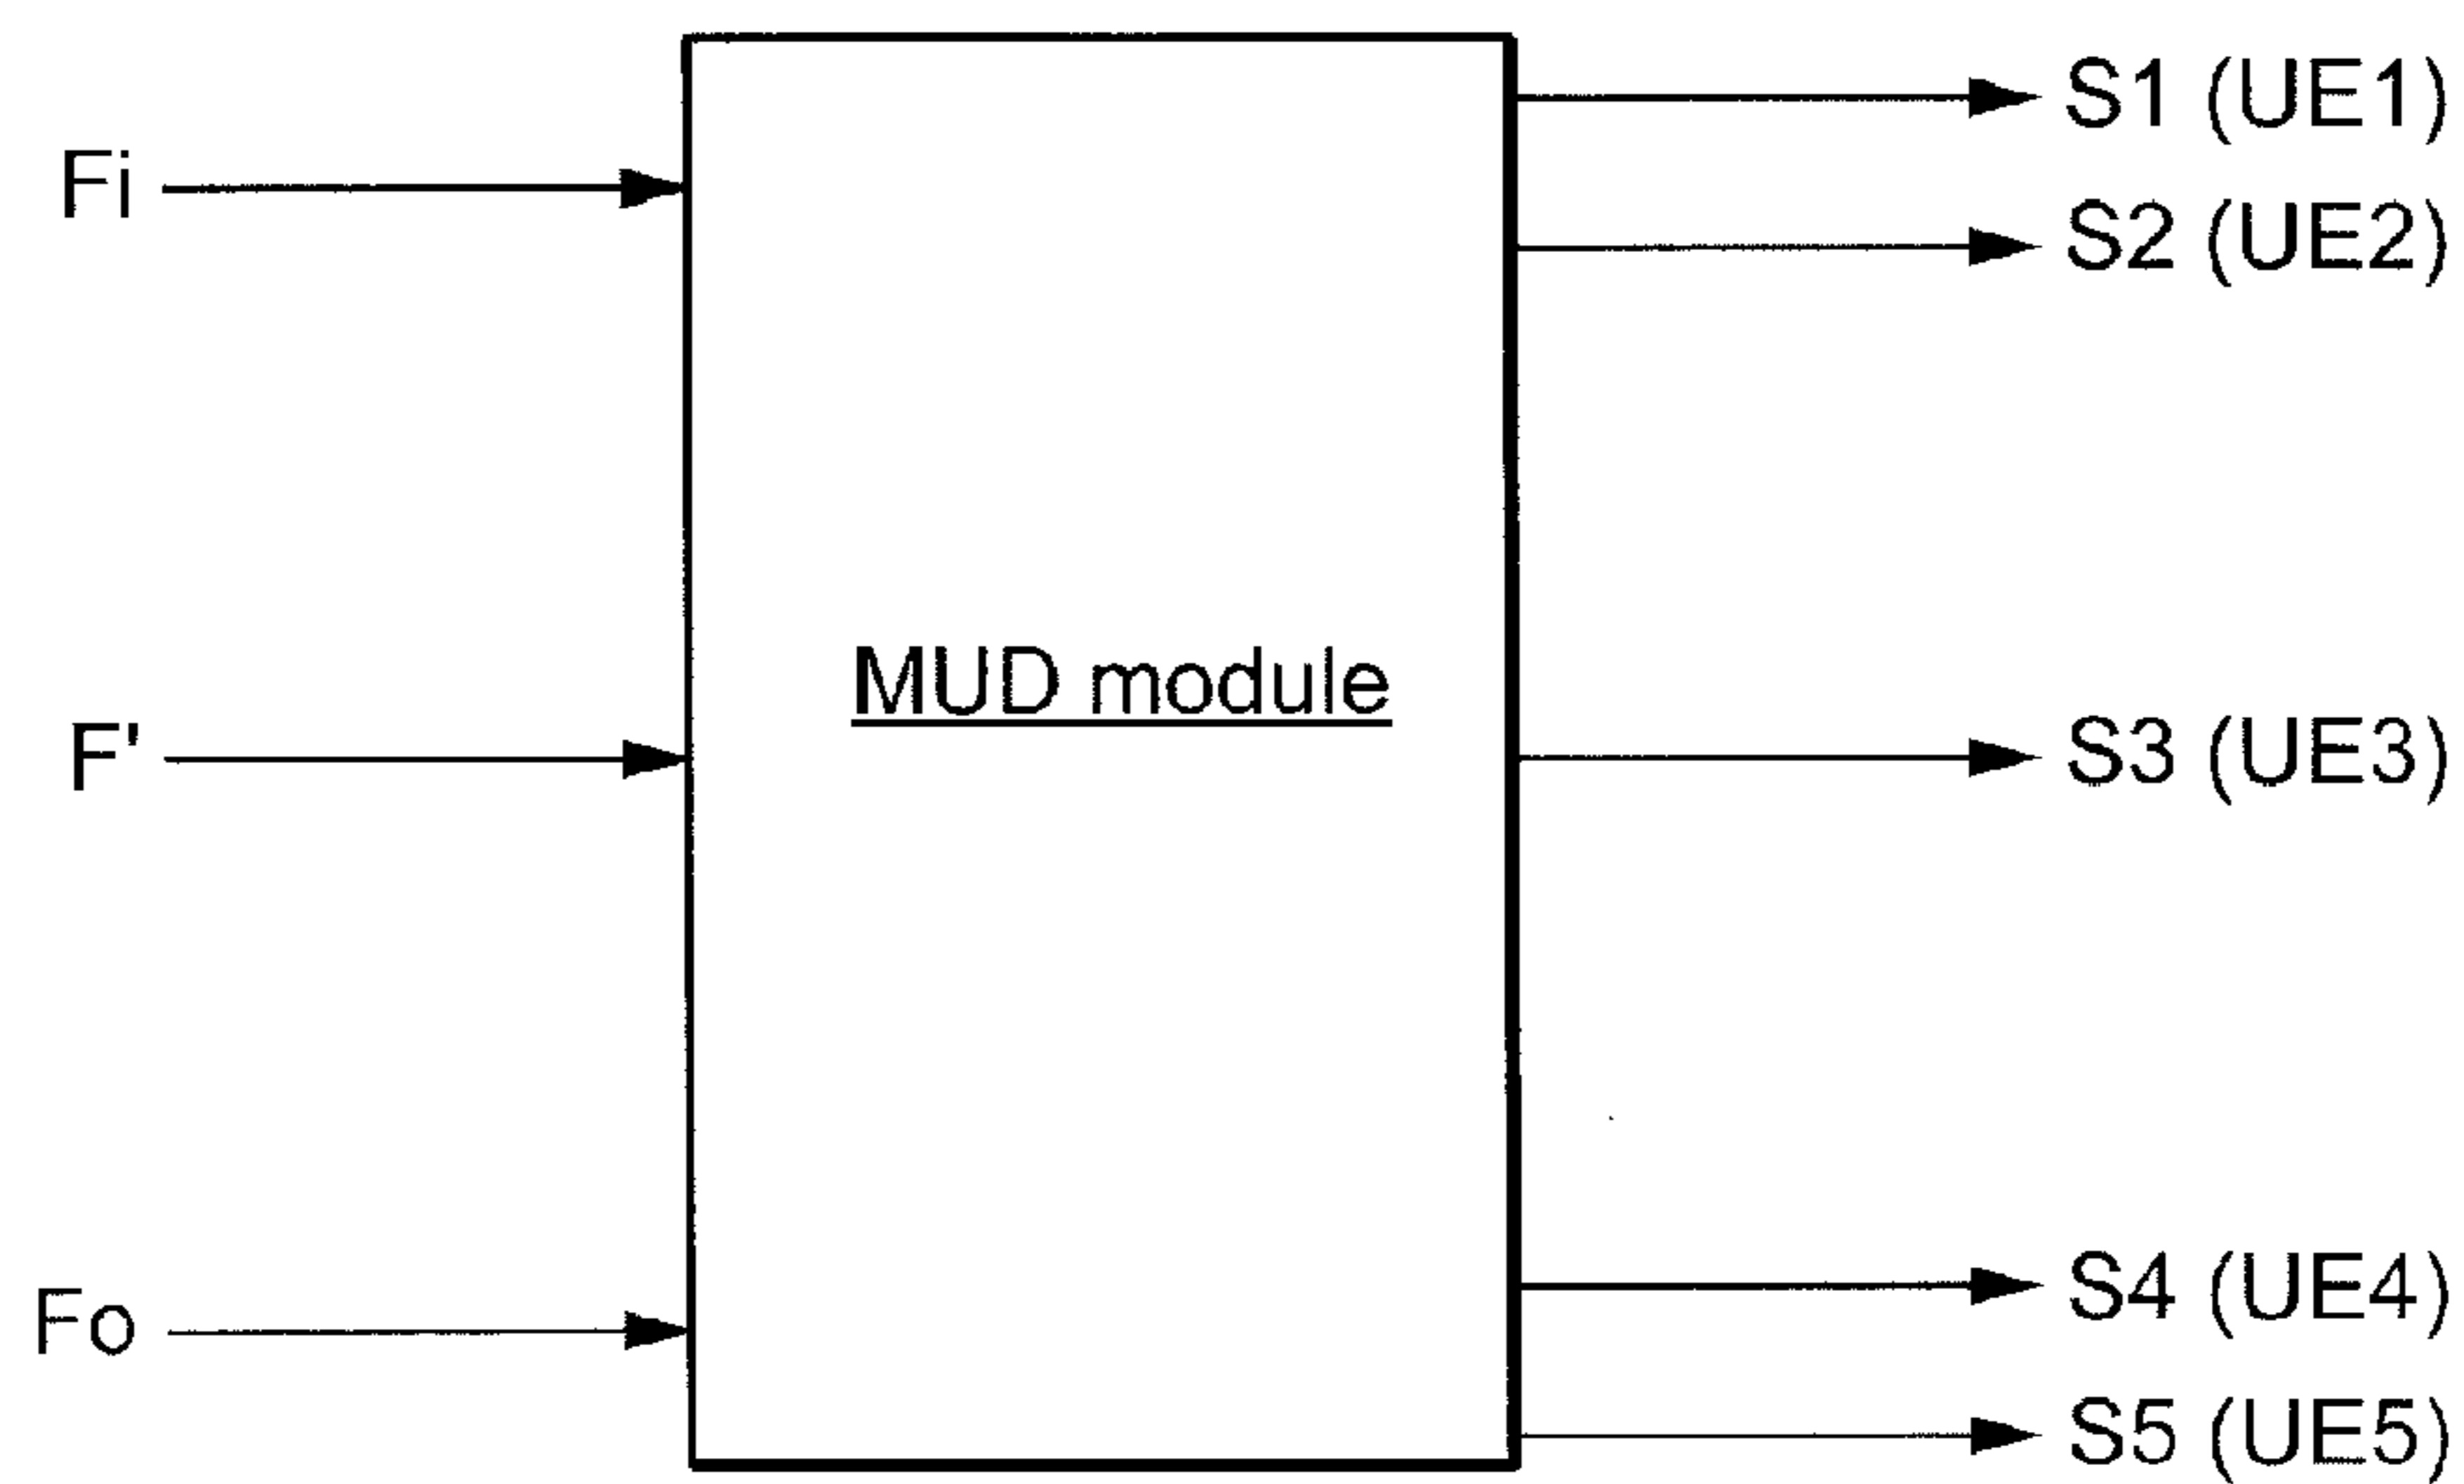 Fi
F'
Fo
MUD module
S1 (UE1)
S2 (UE2)
S3 (UE3)
S4 (UE4)
S5 (UE5)